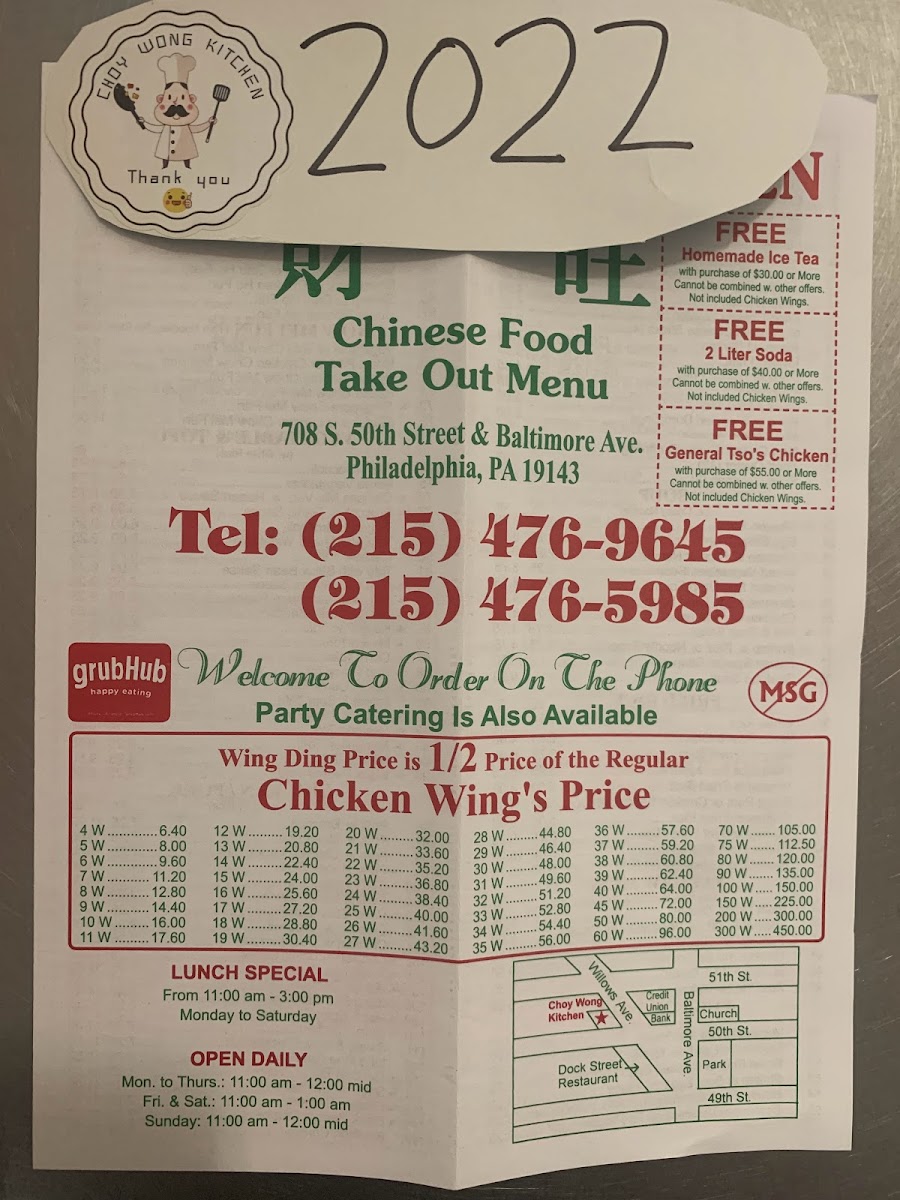 CHOY WONG KITCHEN
Thank you
2022
財 旺
Chinese Food
Take Out Menu
708 S. 50th Street & Baltimore Ave.
Philadelphia, PA 19143
FREE
Homemade Ice Tea
with purchase of $30.00 or More
Cannot be combined w. other offers.
Not included Chicken Wings.
FREE
2 Liter Soda
with purchase of $40.00 or More
Cannot be combined w. other offers.
Not included Chicken Wings.
FREE
General Tso's Chicken
with purchase of $55.00 or More
Cannot be combined w. other offers.
Not included Chicken Wings.
Tel: (215) 476-9645
(215) 476-5985
grubHub
happy eating
Welcome To Order On The Phone
Party Catering Is Also Available
MSG
Wing Ding Price is 1/2 Price of the Regular
Chicken Wing's Price
4 W.............6.40
5 W.............8.00
6 W.............9.60
7 W...........11.20
8 W...........12.80
9 W...........14.40
10 W.........16.00
11 W.........17.60
12 W.........19.20
13 W.........20.80
14 W.........22.40
15 W.........24.00
16 W.........25.60
17 W.........27.20
18 W.........28.80
19 W.........30.40
20 W.........32.00
21 W.........33.60
22 W.........35.20
23 W.........36.80
24 W.........38.40
25 W.........40.00
26 W.........41.60
27 W.........43.20
28 W.........44.80
29 W.........46.40
30 W.........48.00
31 W.........49.60
32 W.........51.20
33 W.........52.80
34 W.........54.40
35 W.........56.00
36 W.........57.60
37 W.........59.20
38 W.........60.80
39 W.........62.40
40 W.........64.00
45 W.........72.00
50 W.........80.00
60 W.........96.00
70 W.......105.00
75 W.......112.50
80 W.......120.00
90 W.......135.00
100 W.....150.00
150 W.....225.00
200 W.....300.00
300 W.....450.00
LUNCH SPECIAL
From 11:00 am - 3:00 pm
Monday to Saturday
OPEN DAILY
Mon. to Thurs.: 11:00 am - 12:00 mid
Fri. & Sat.: 11:00 am - 1:00 am
Sunday: 11:00 am - 12:00 mid
51th St.
Willows Ave.
Choy Wong
Kitchen
Credit
Union
Bank
Baltimore Ave.
Church
50th St.
Dock Street
Restaurant
Park
49th St.